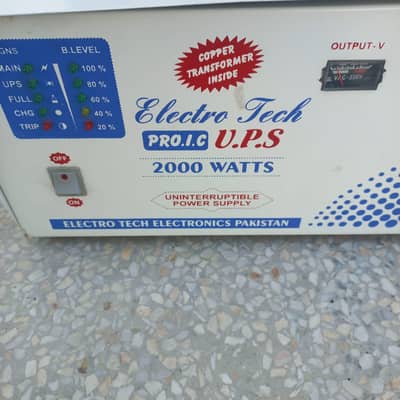 GNS B.LEVEL
MAIN 100 %
UPS 80 %
FULL 60 %
CHG 40 %
TRIP 20 %
COPPER
TRANSFORMER
INSIDE
OUTPUT-V
Electro Tech
PRO.I.C U.P.S
2000 WATTS
OFF
ON
UNINTERRUPTIBLE
POWER SUPPLY
ELECTRO TECH ELECTRONICS PAKISTAN